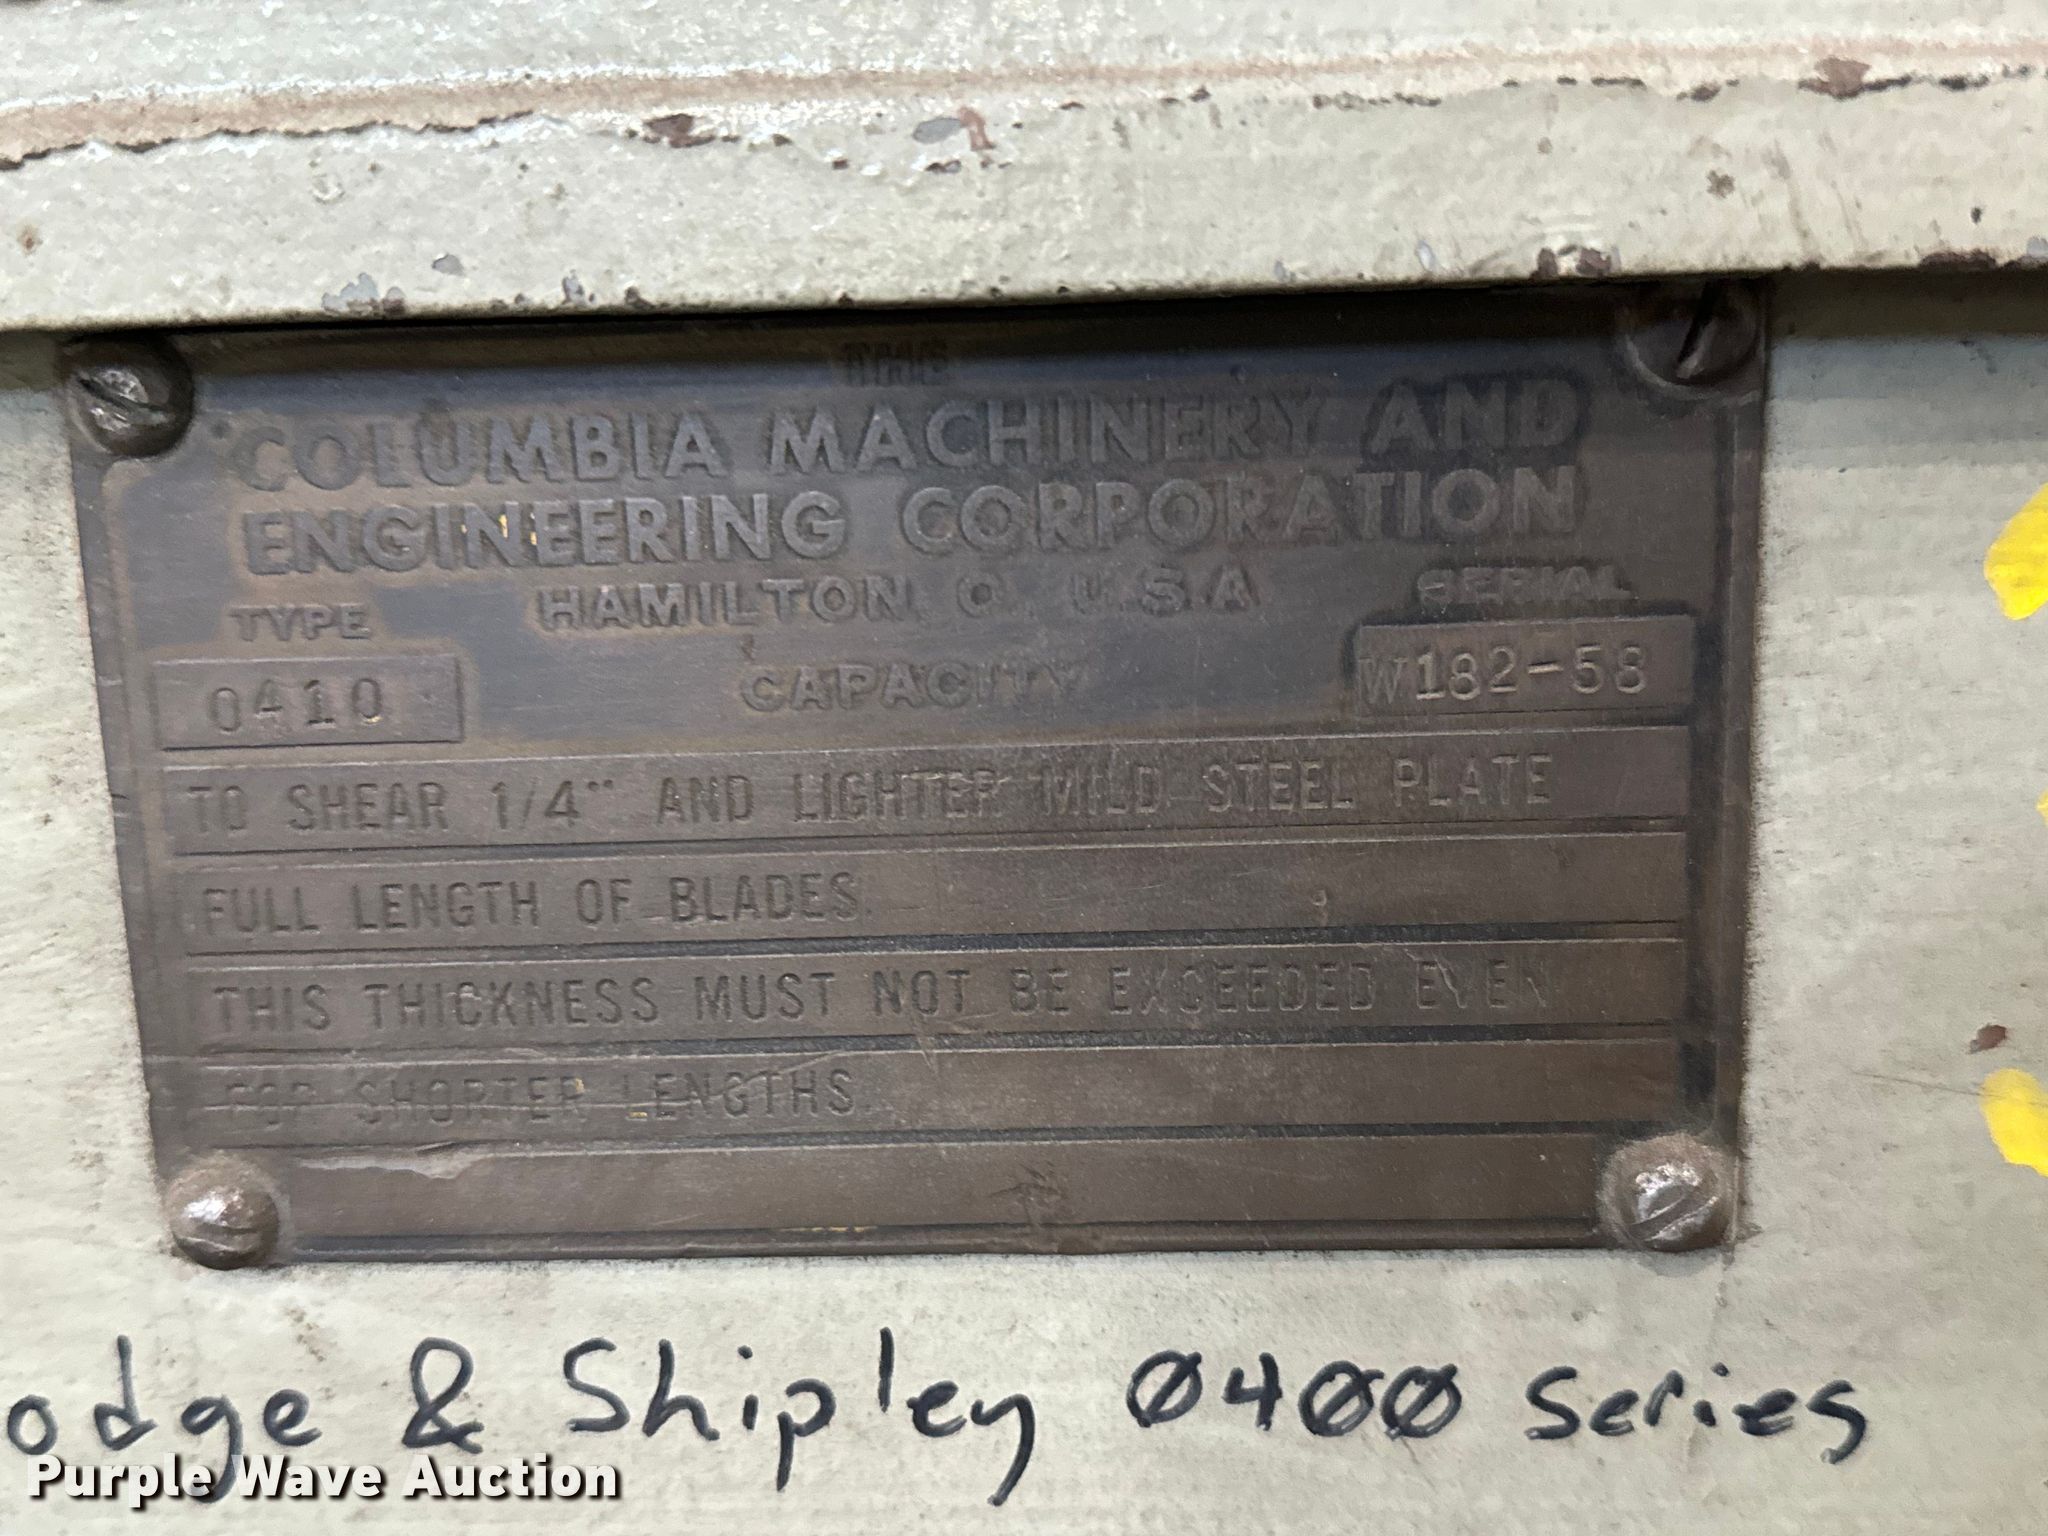 THE
COLUMBIA MACHINERY AND
ENGINEERING CORPORATION
HAMILTON, O. U.S.A
TYPE
SERIAL
0410
CAPACITY
W182-58
TO SHEAR 1/4" AND LIGHTER MILD STEEL PLATE
FULL LENGTH OF BLADES.
THIS THICKNESS MUST NOT BE EXCEEDED EVEN
FOR SHORTER LENGTHS.
odge & Shipley 0400 series
Purple Wave Auction